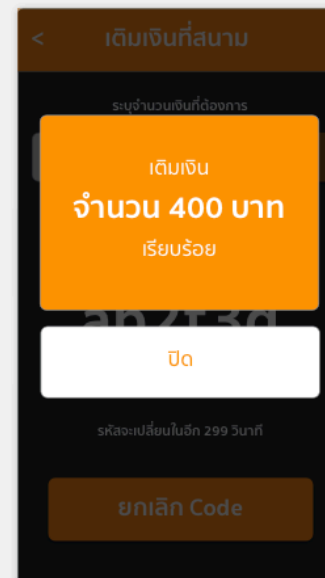 < เติมเงินที่สนาม
ระบุจำนวนเงินที่ต้องการ
เติมเงิน
จำนวน 400 บาท
เรียบร้อย
ปิด
รหัสจะเปลี่ยนในอีก 299 วินาที
ยกเลิก Code